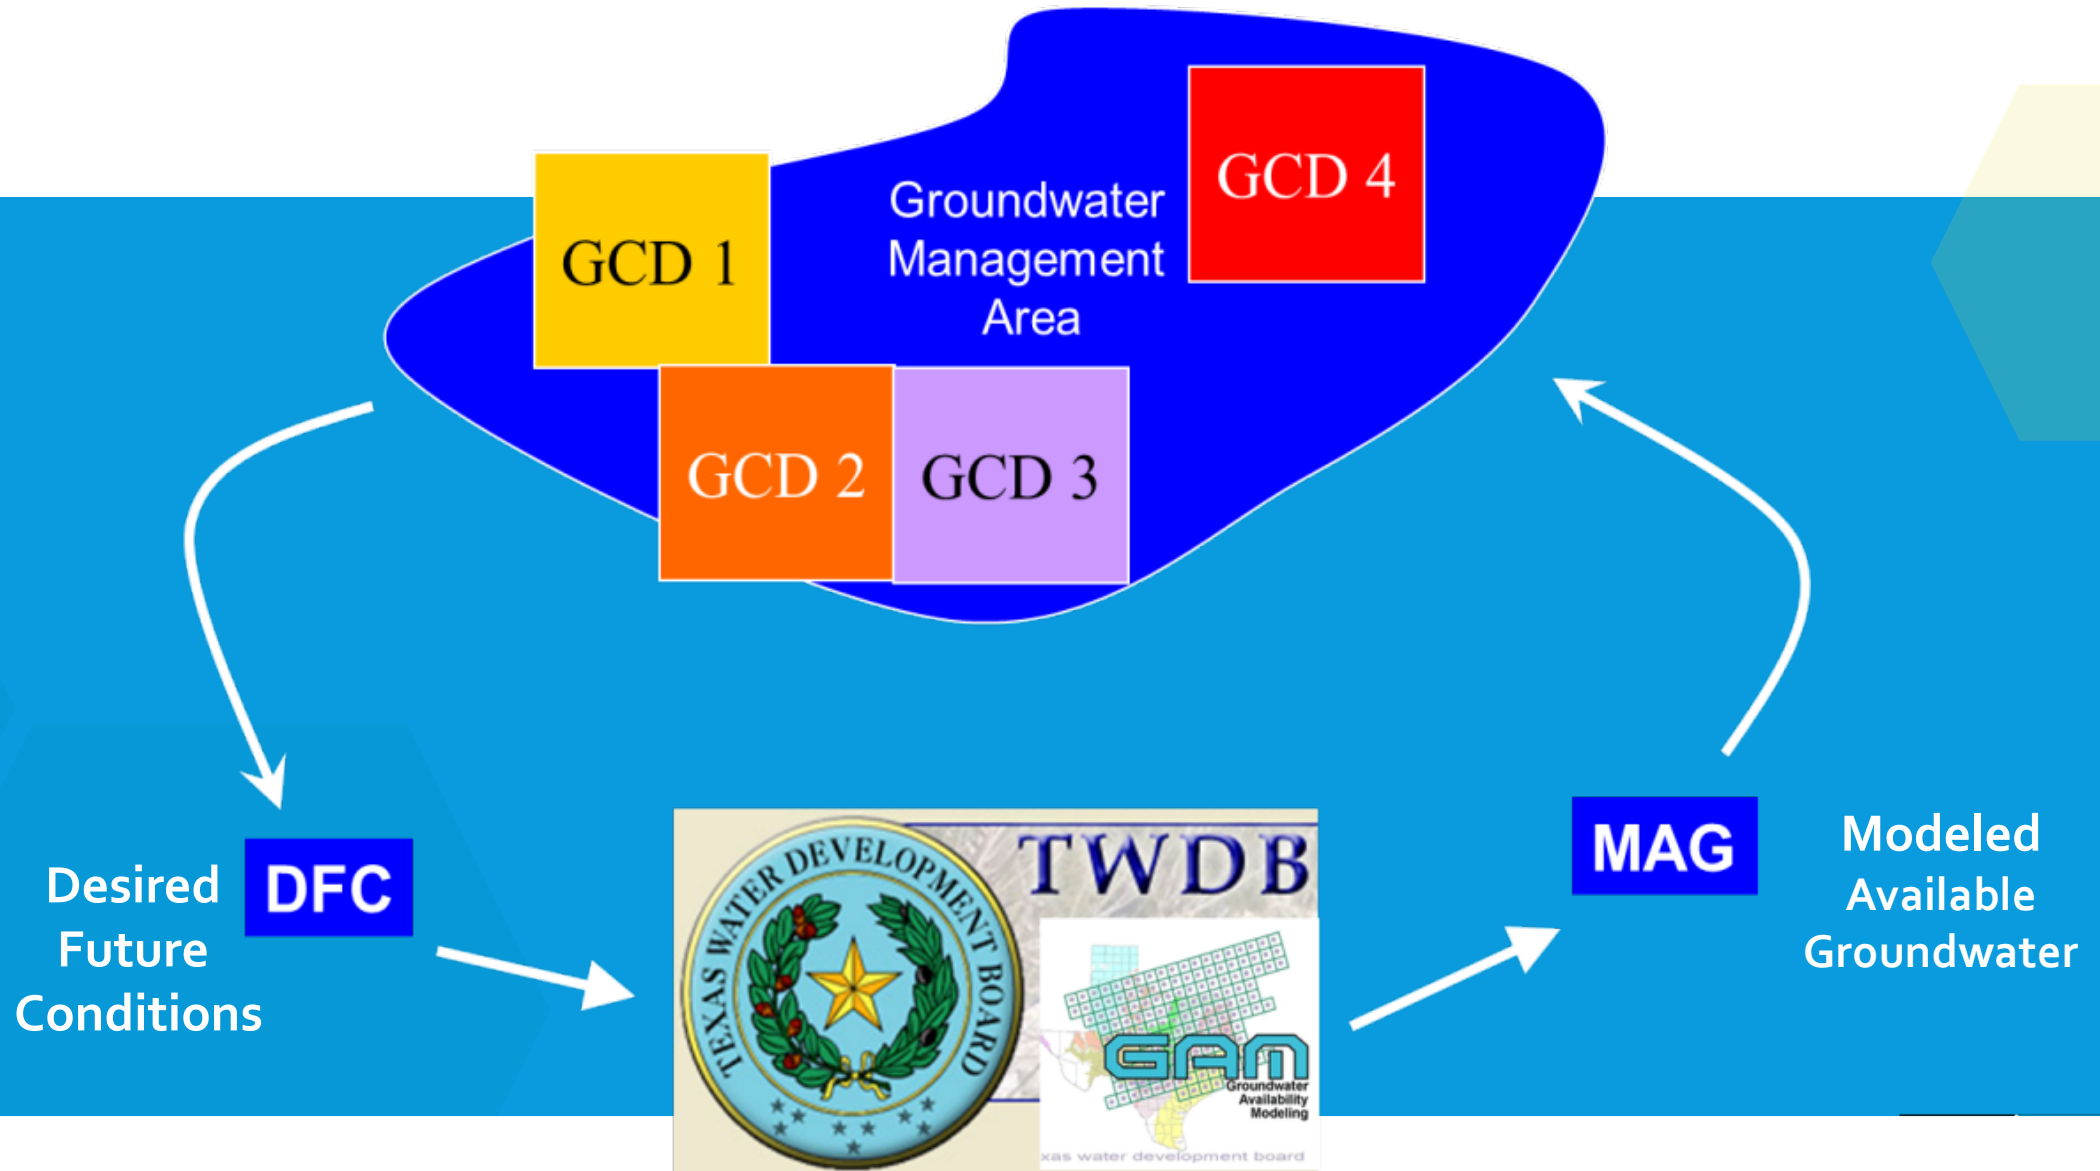 GCD 4
Groundwater
Management
Area
GCD 1
GCD 2
GCD 3
Desired
Future
Conditions
DFC
TEXAS WATER DEVELOPMENT BOARD
TWDB
GAM
Groundwater
Availability
Modeling
xas water development board
MAG
Modeled
Available
Groundwater